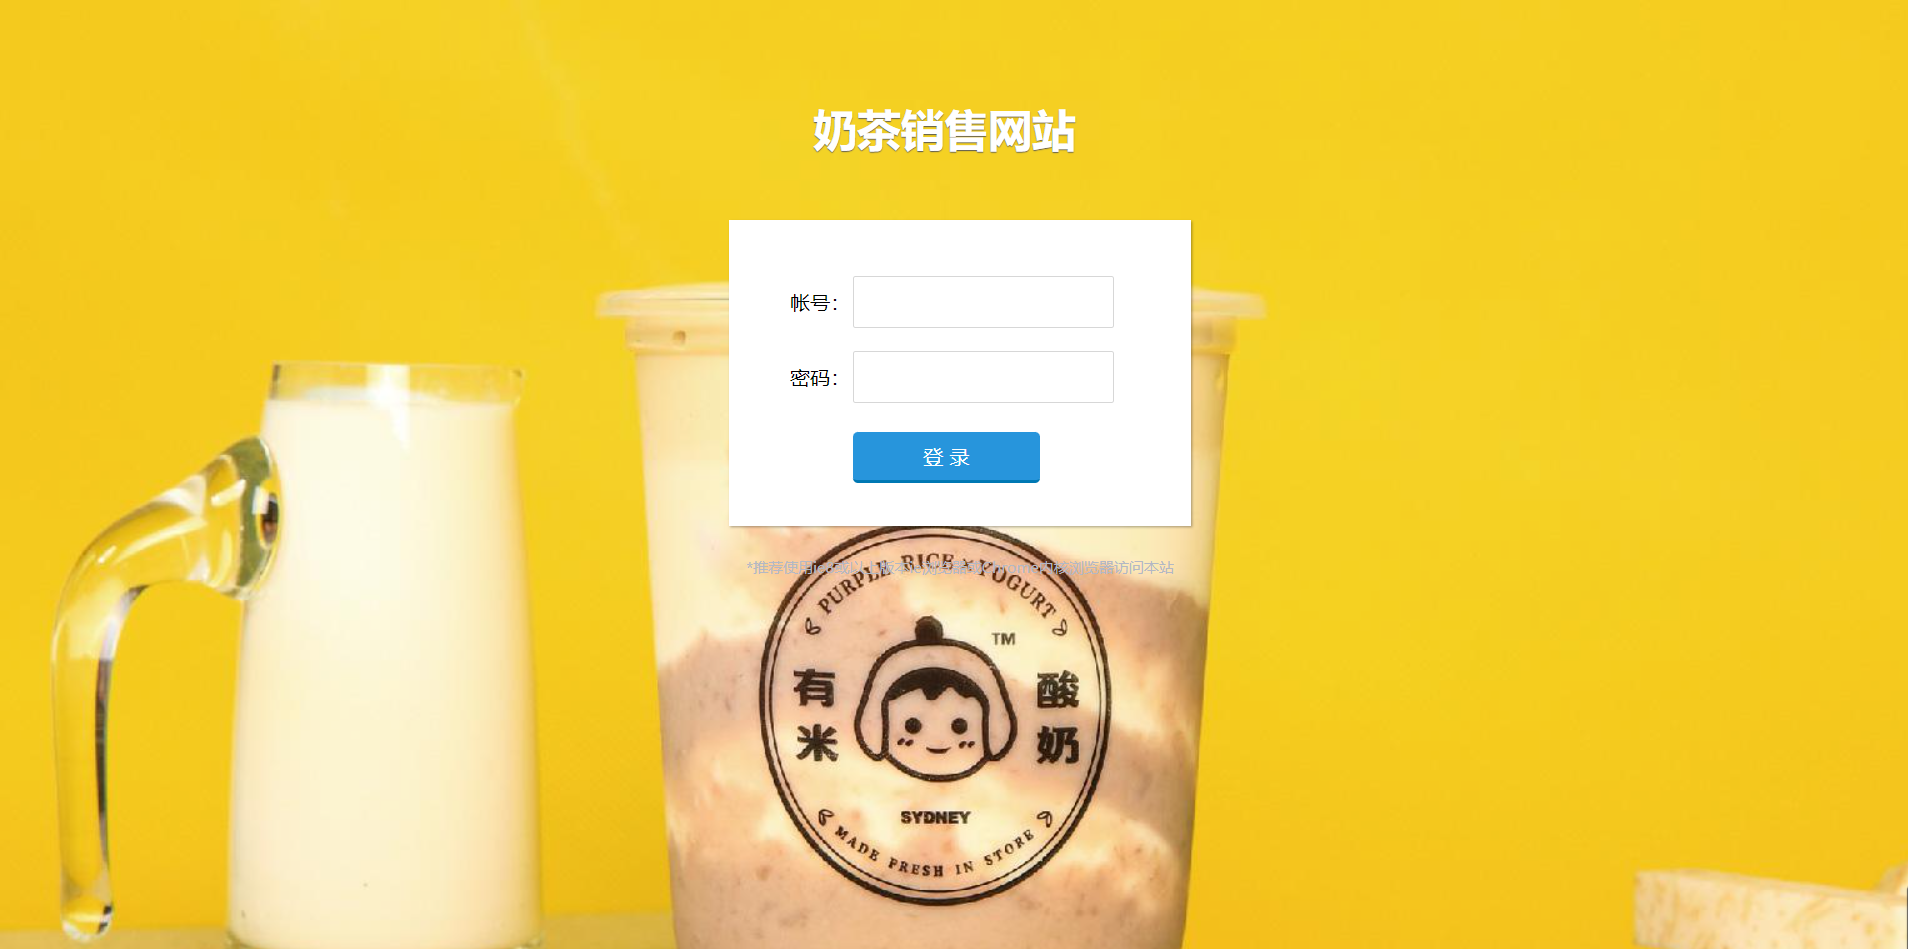 奶茶销售网站
帐号：
密码：
登 录
*推荐使用ie8或以上版本ie浏览器或Chrome内核浏览器访问本站
PURPLE RICE YOGURT
TM
有米
酸奶
SYDNEY
MADE FRESH IN STORE